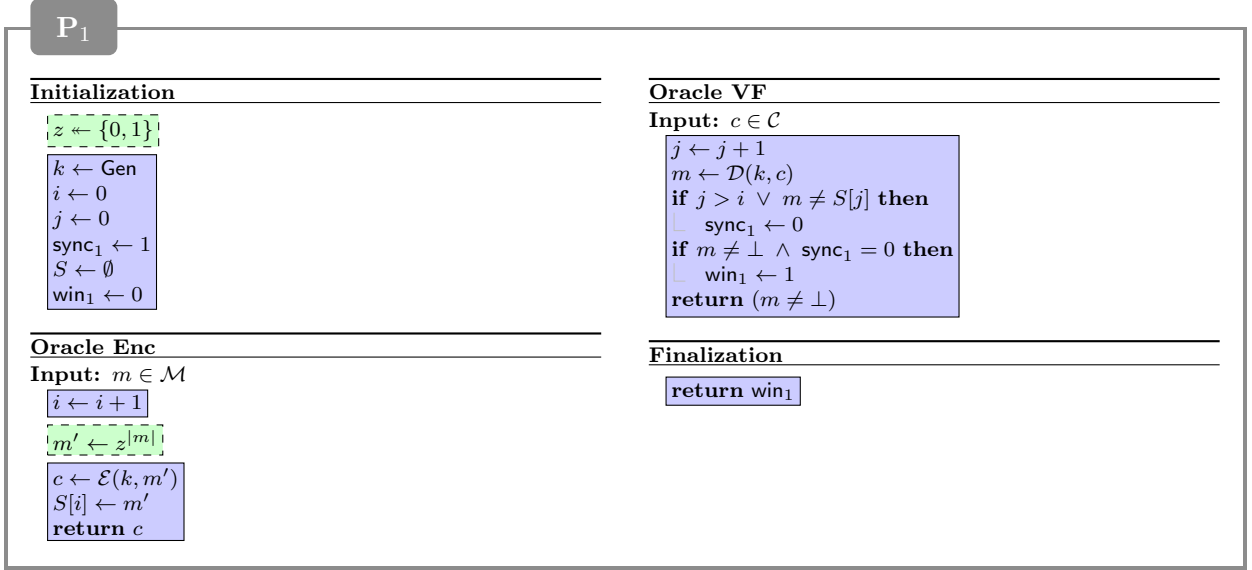 P₁
Initialization
z ↞ {0, 1}
k ← Gen
i ← 0
j ← 0
sync₁ ← 1
S ← ∅
win₁ ← 0
Oracle Enc
Input: m ∈ ℳ
i ← i + 1
m′ ← z^{|m|}
c ← ℰ(k, m′)
S[i] ← m′
return c
Oracle VF
Input: c ∈ 𝒞
j ← j + 1
m ← 𝒟(k, c)
if j > i ∨ m ≠ S[j] then
sync₁ ← 0
if m ≠ ⊥ ∧ sync₁ = 0 then
win₁ ← 1
return (m ≠ ⊥)
Finalization
return win₁